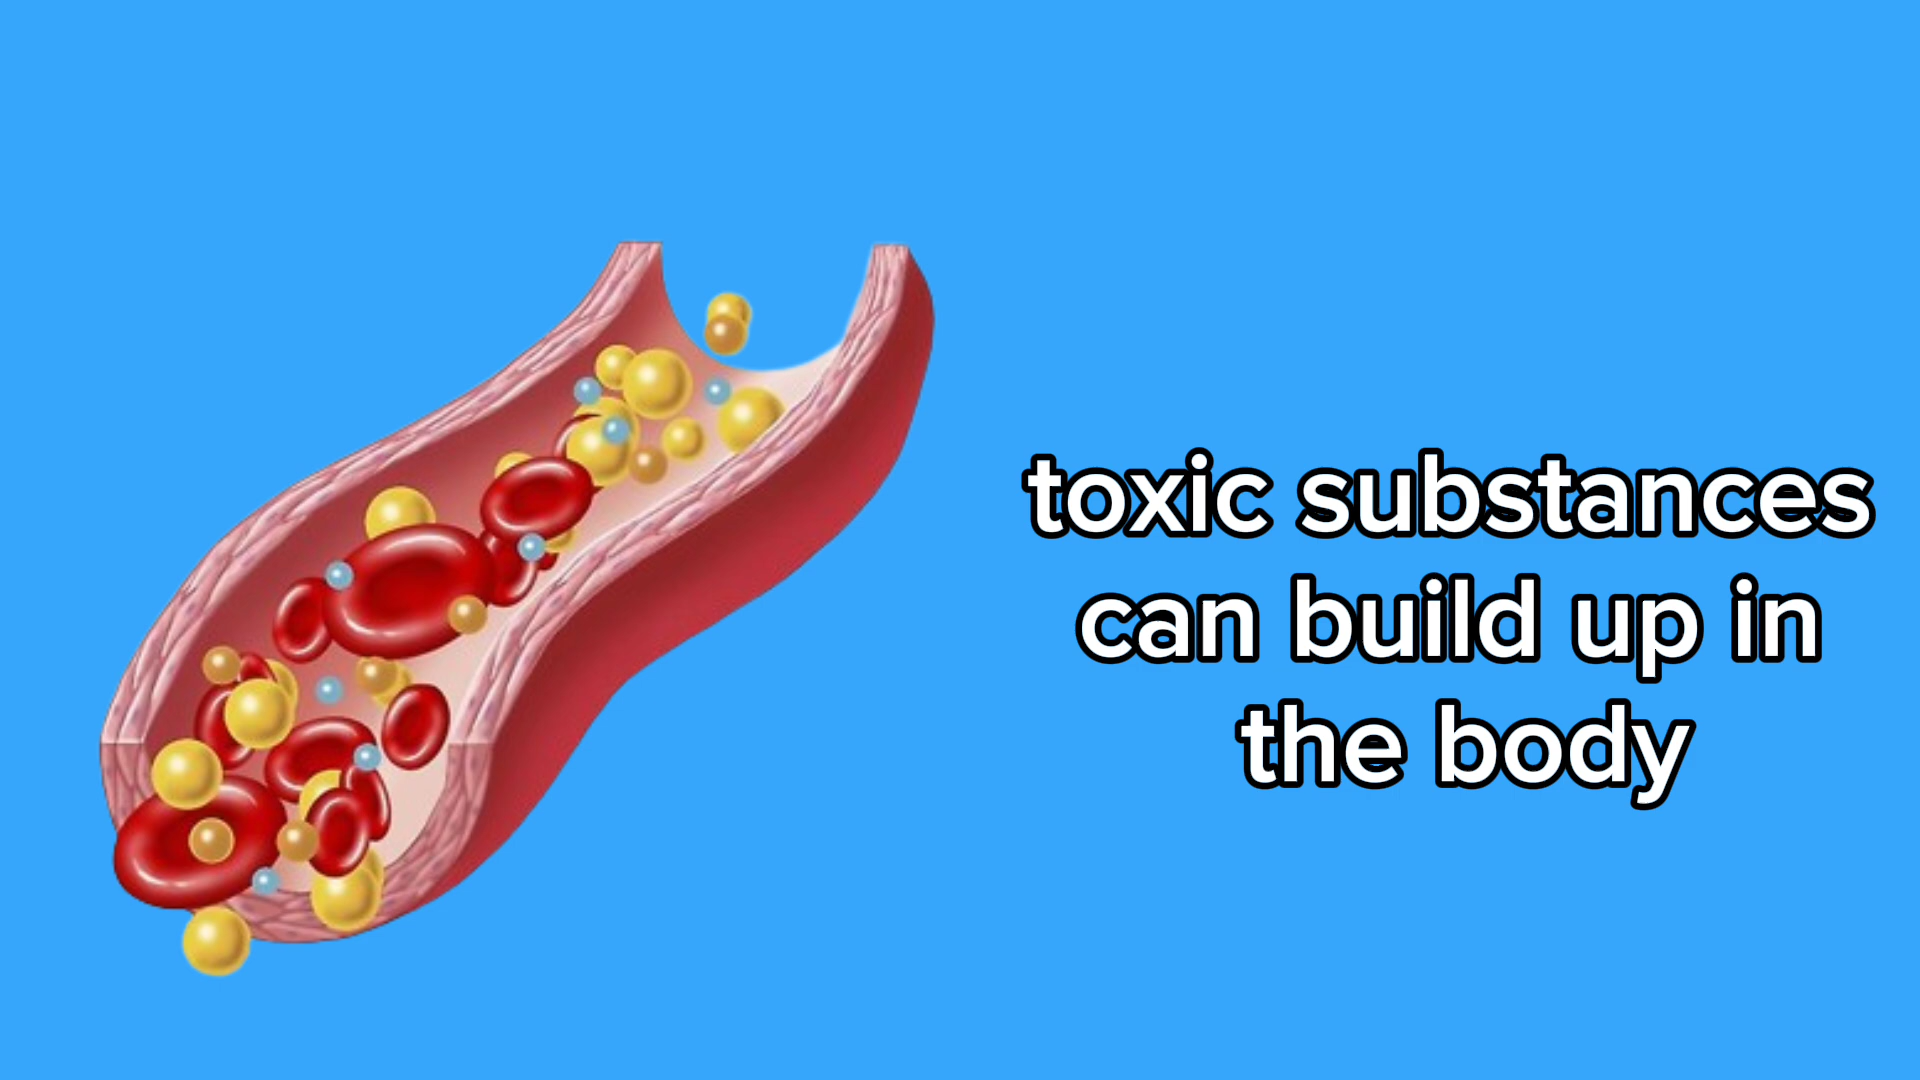 toxic substances
can build up in
the body